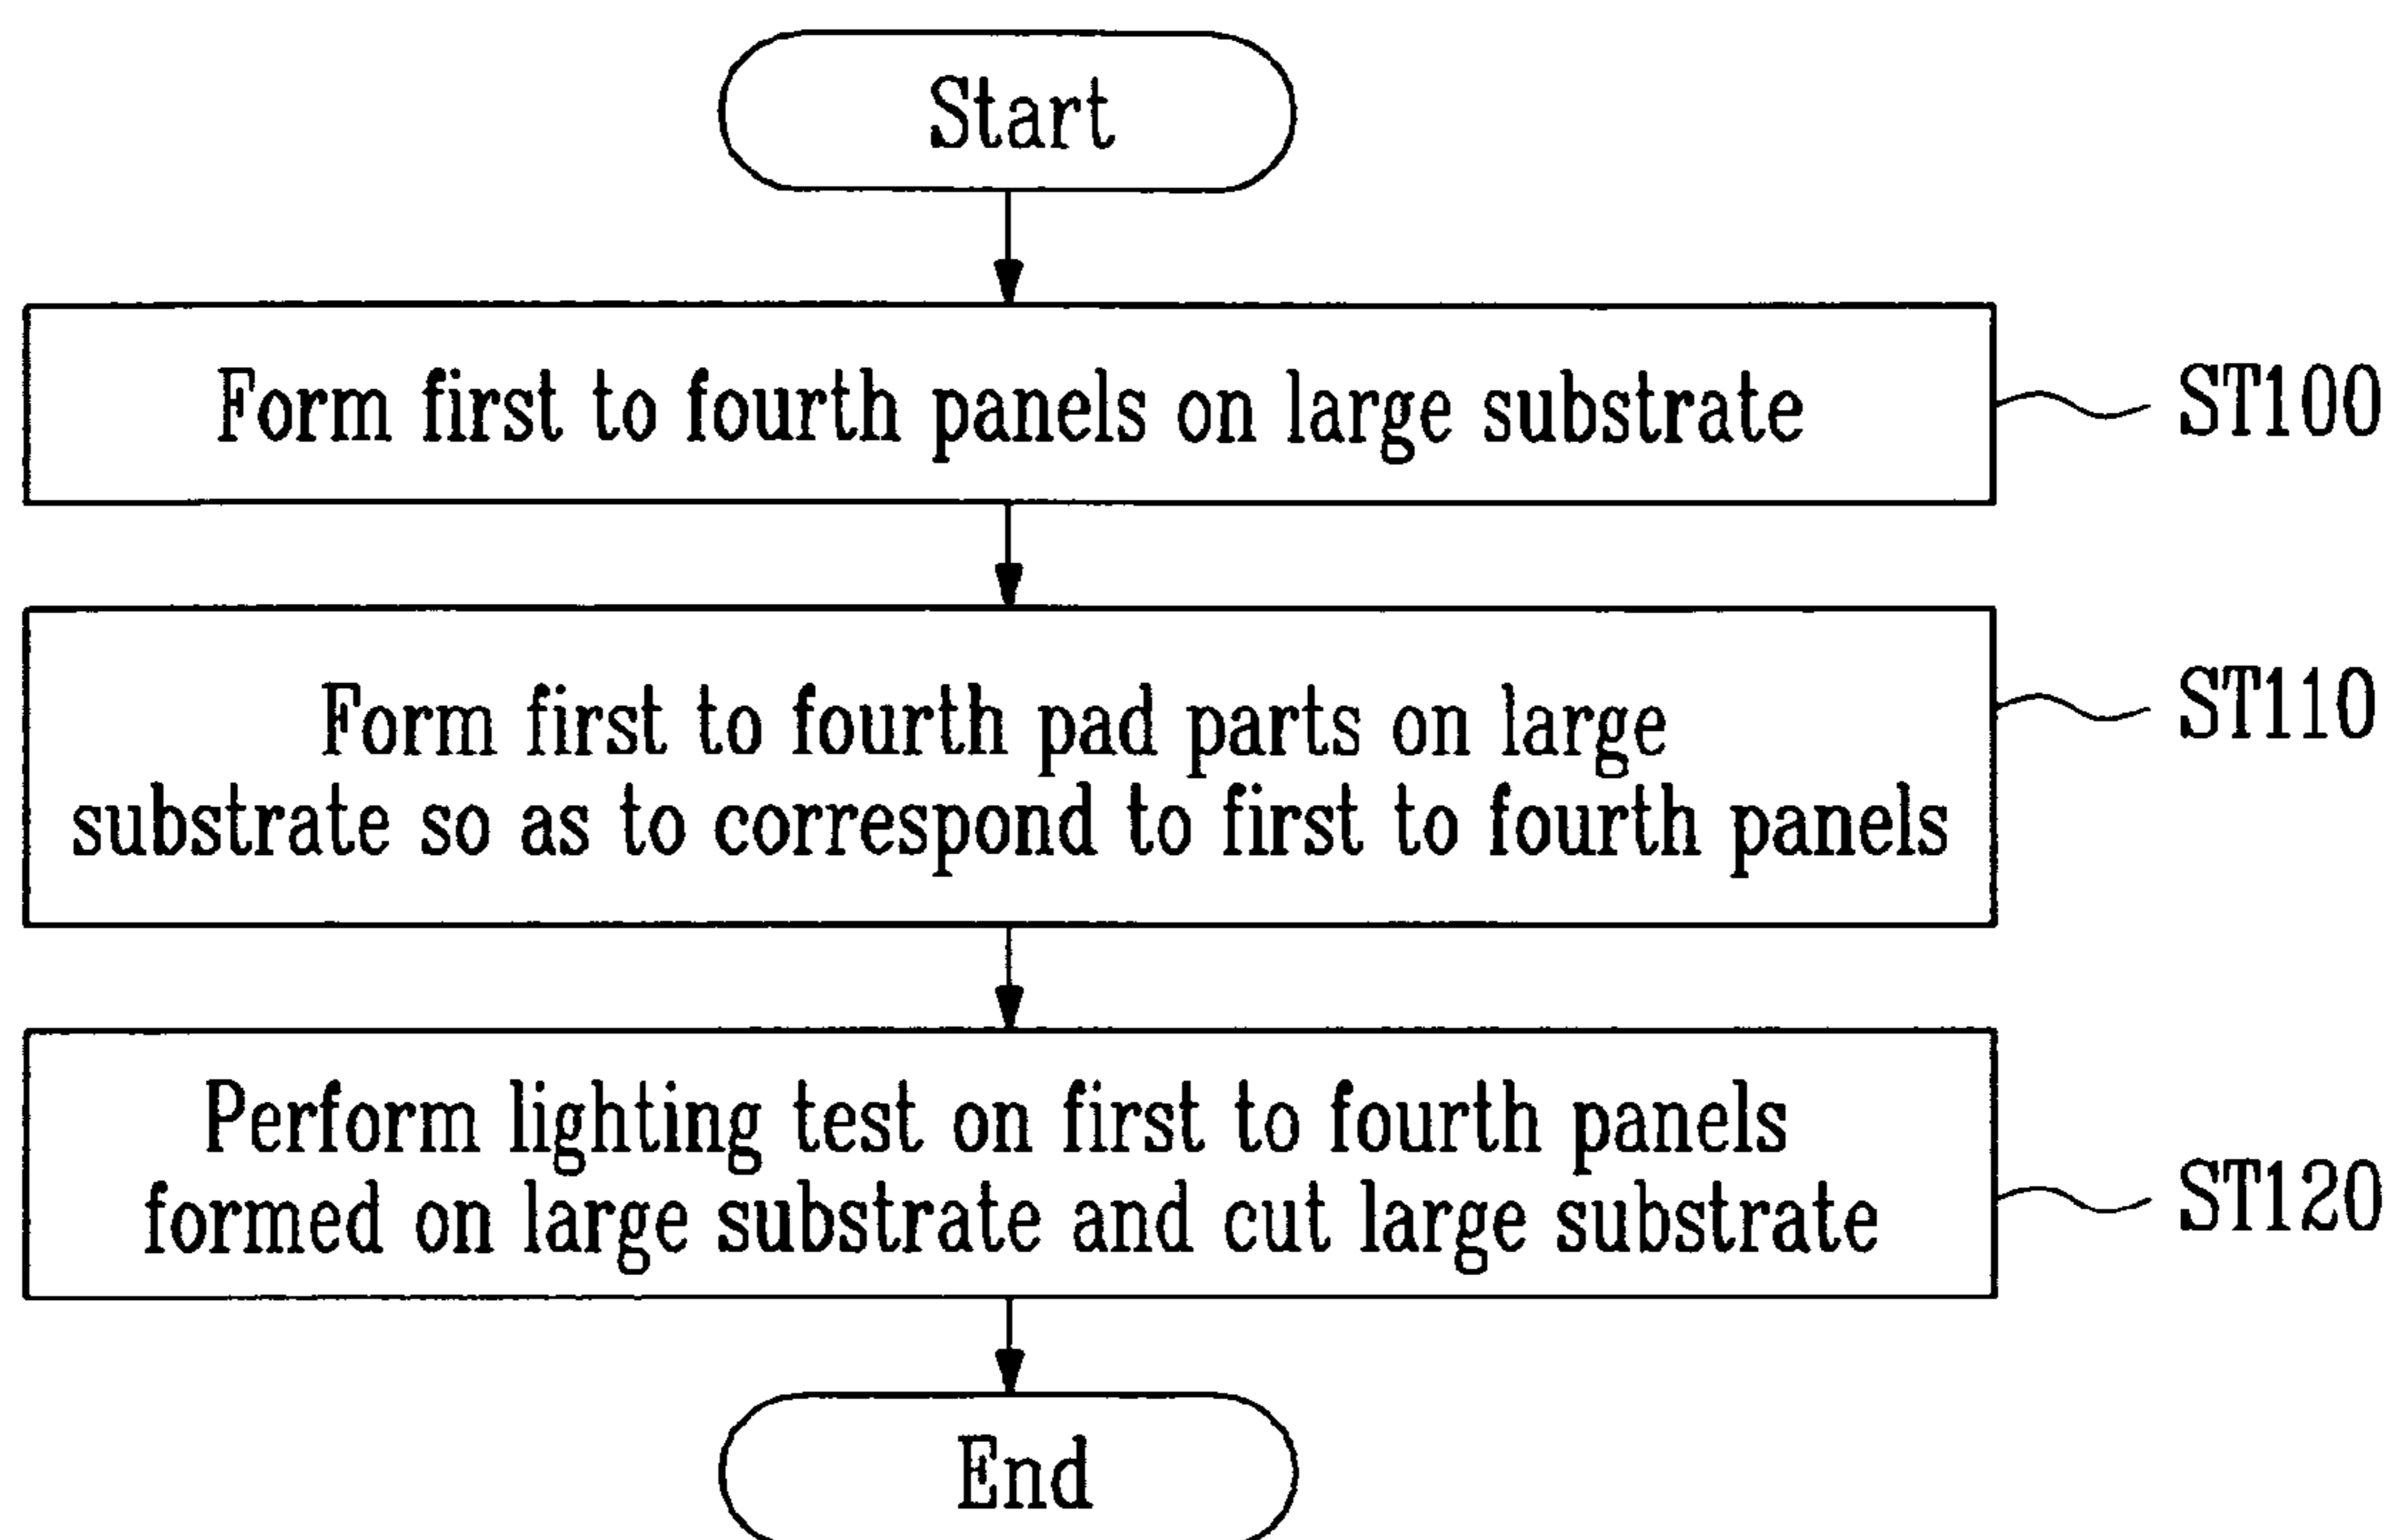 Start
Form first to fourth panels on large substrate
ST100
Form first to fourth pad parts on large
substrate so as to correspond to first to fourth panels
ST110
Perform lighting test on first to fourth panels
formed on large substrate and cut large substrate
ST120
End